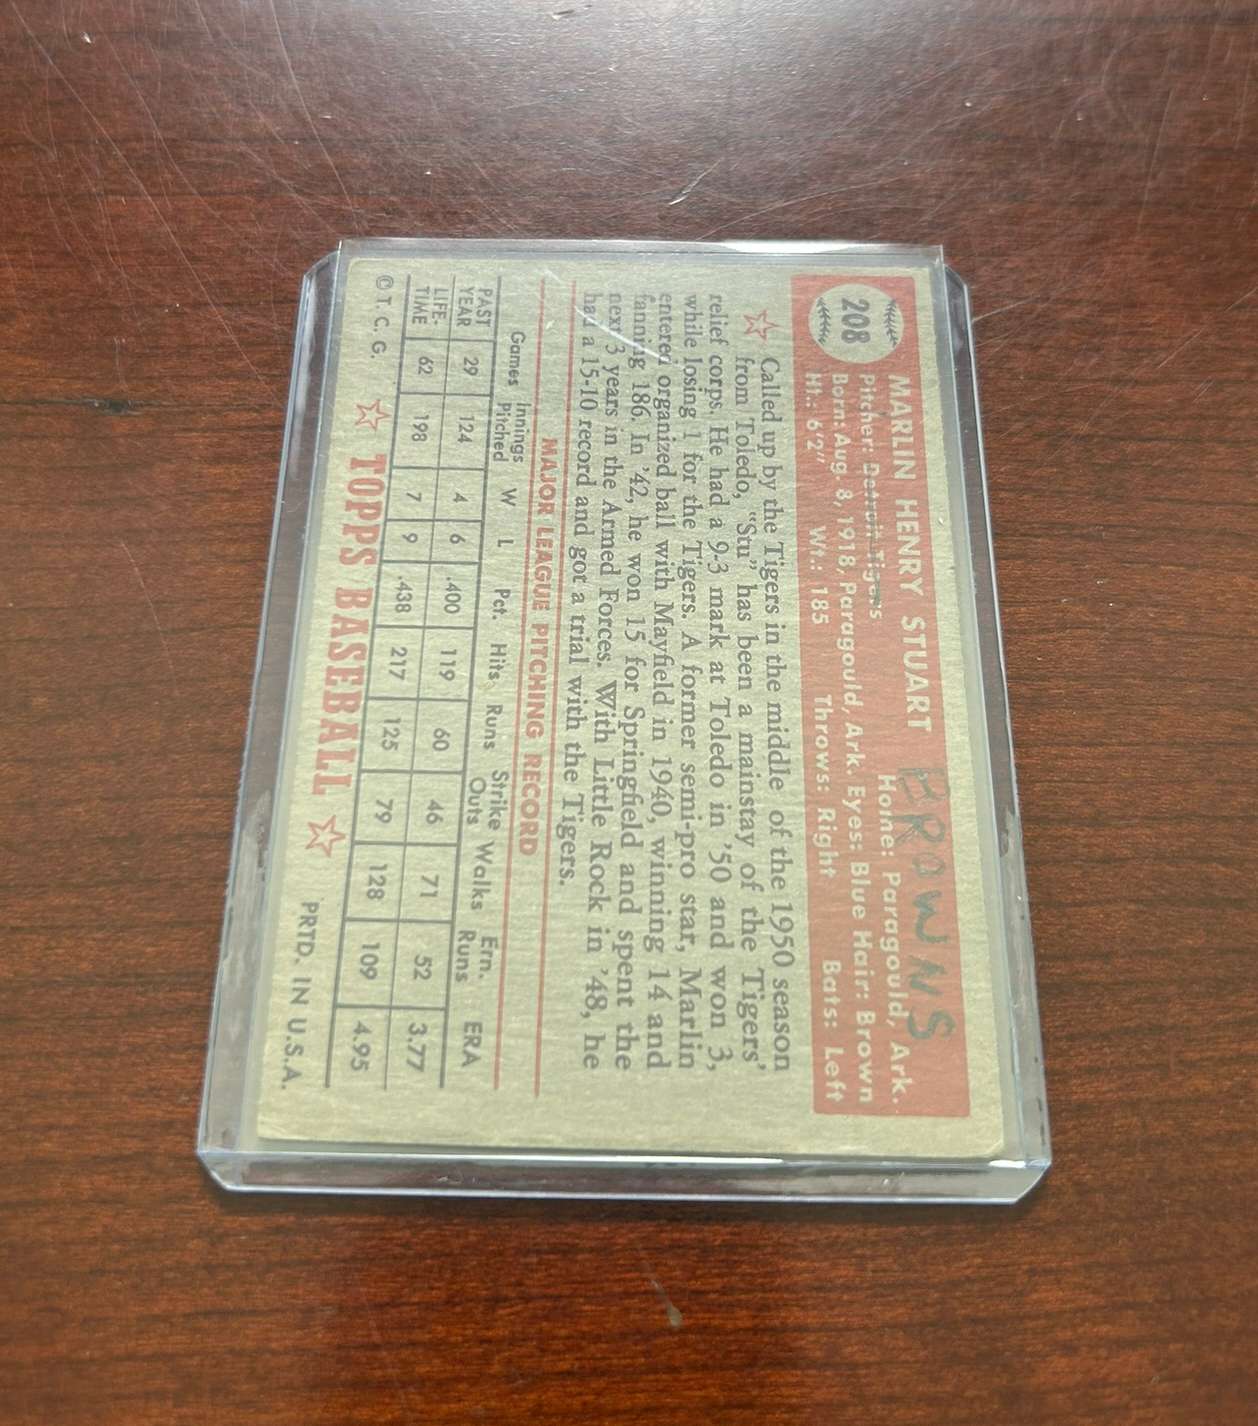 208
MARLIN HENRY STUART BROWNS
Home: Paragould, Ark.
Pitcher: Detroit Tigers
Born: Aug. 8, 1918, Paragould, Ark. Eyes: Blue Hair: Brown
Ht.: 6'2" Wt.: 185 Throws: Right Bats: Left
☆ Called up by the Tigers in the middle of the 1950 season
from Toledo, "Stu" has been a mainstay of the Tigers'
relief corps. He had a 9-3 mark at Toledo in '50 and won 3,
while losing 1 for the Tigers. A former semi-pro star, Marlin
entered organized ball with Mayfield in 1940, winning 14 and
fanning 186. In '42, he won 15 for Springfield and spent the
next 3 years in the Armed Forces. With Little Rock in '48, he
had a 15-10 record and got a trial with the Tigers.
MAJOR LEAGUE PITCHING RECORD
Games Innings Pitched W L Pct. Hits Runs Strike Outs Walks Ern. Runs ERA
PAST YEAR 29 124 4 6 .400 119 60 46 71 52 3.77
LIFE-TIME 62 198 7 9 .438 217 125 79 128 109 4.95
© T. C. G. ☆ TOPPS BASEBALL ☆ PRTD. IN U.S.A.